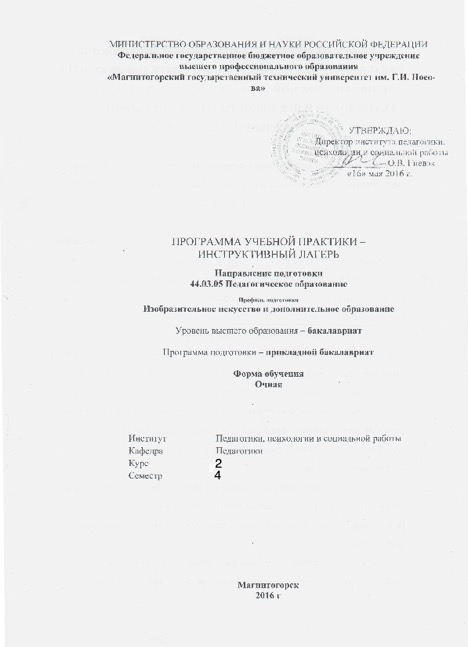 МИНИСТЕРСТВО ОБРАЗОВАНИЯ И НАУКИ РОССИЙСКОЙ ФЕДЕРАЦИИ
Федеральное государственное бюджетное образовательное учреждение
высшего профессионального образования
«Магнитогорский государственный технический университет им. Г.И. Носо-
ва»
УТВЕРЖДАЮ:
Директор института педагогики,
психологии и социальной работы
О.В. Гневэк
«16» мая 2016 г.
ПРОГРАММА УЧЕБНОЙ ПРАКТИКИ –
ИНСТРУКТИВНЫЙ ЛАГЕРЬ
Направление подготовки
44.03.05 Педагогическое образование
Профиль подготовки
Изобразительное искусство и дополнительное образование
Уровень высшего образования – бакалавриат
Программа подготовки – прикладной бакалавриат
Форма обучения
Очная
Институт Педагогики, психологии и социальной работы
Кафедра Педагогики
Курс 2
Семестр 4
Магнитогорск
2016 г